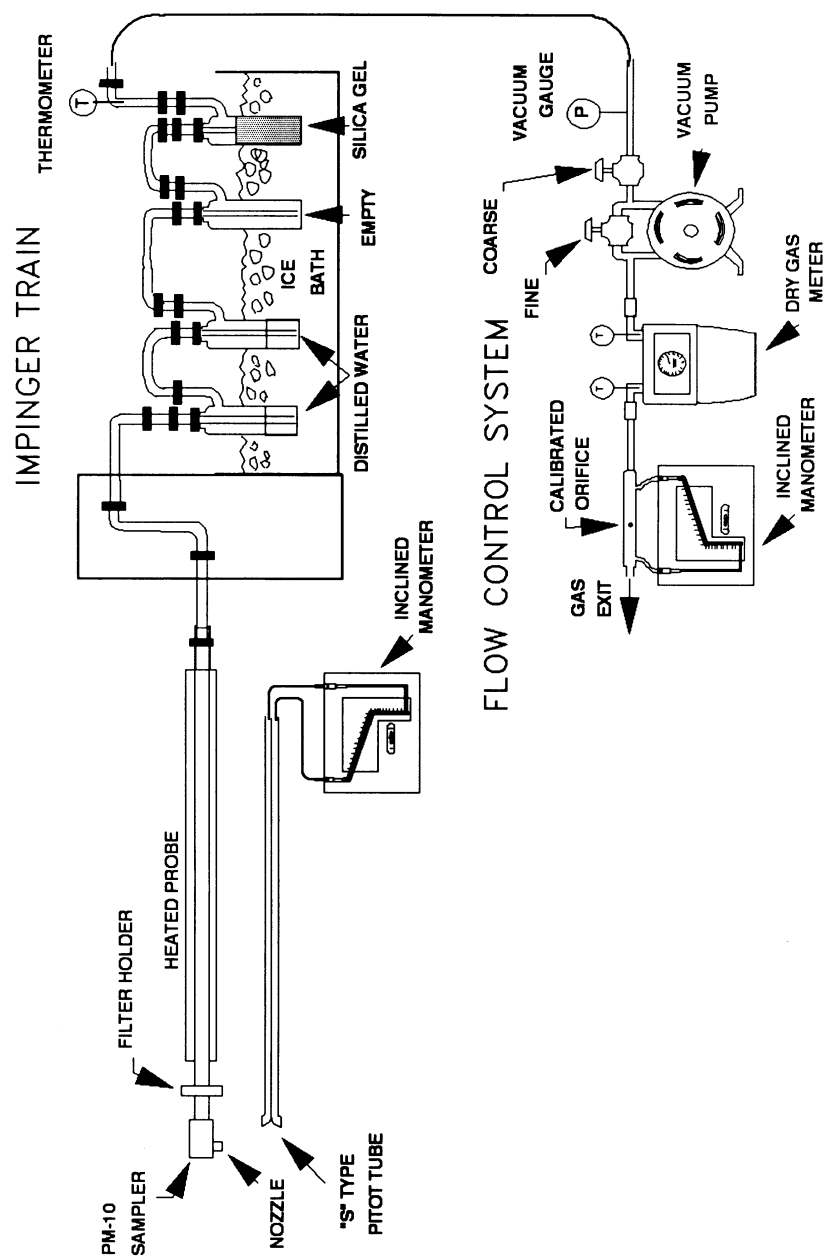 IMPINGER TRAIN
THERMOMETER
T
SILICA GEL
EMPTY
ICE
BATH
DISTILLED WATER
HEATED PROBE
FILTER HOLDER
PM-10
SAMPLER
NOZZLE
"S" TYPE
PITOT TUBE
INCLINED
MANOMETER
FLOW CONTROL SYSTEM
VACUUM
GAUGE
P
COARSE
FINE
VACUUM
PUMP
T
T
DRY GAS
METER
CALIBRATED
ORIFICE
GAS
EXIT
INCLINED
MANOMETER